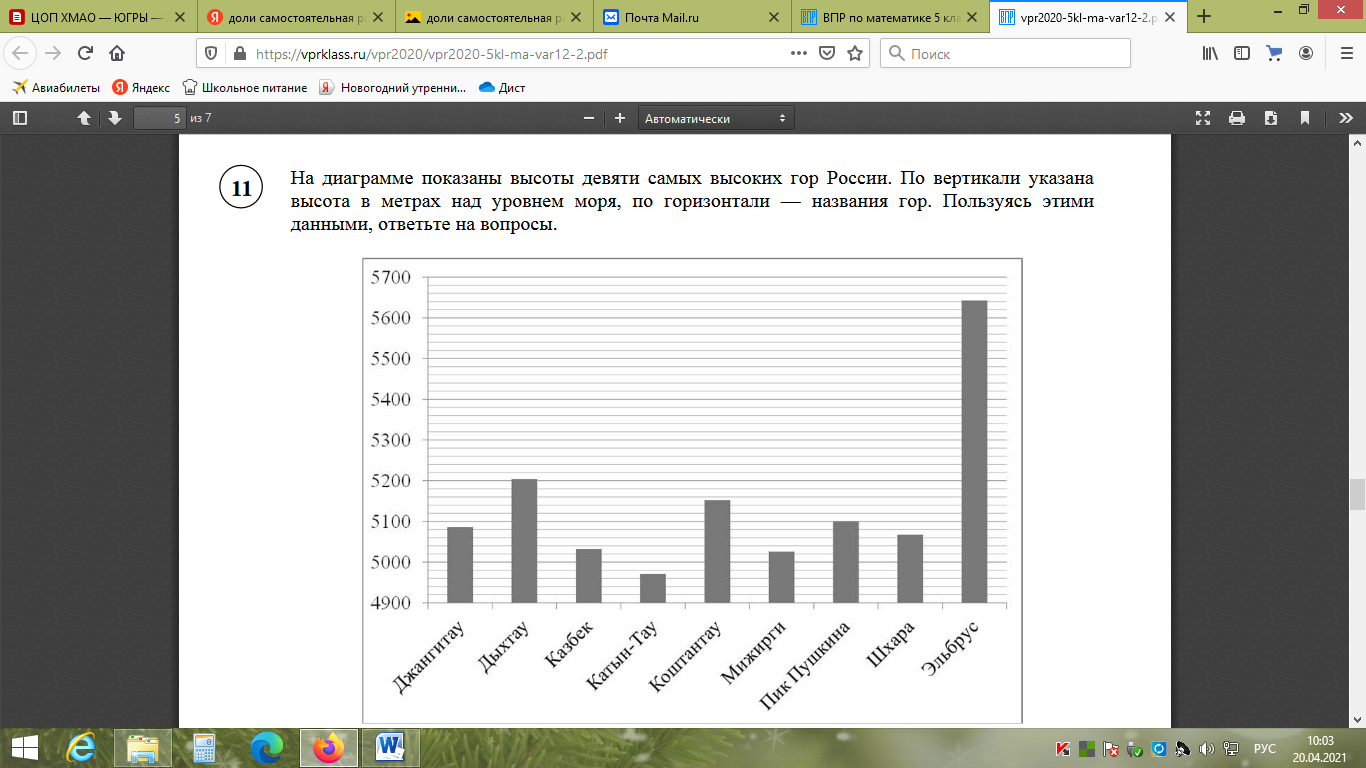 ЦОП ХМАО — ЮГРЫ —
доли самостоятельная р
доли самостоятельная р
Почта Mail.ru
ВПР по математике 5 кла
vpr2020-5kl-ma-var12-2.p
https://vprklass.ru/vpr2020/vpr2020-5kl-ma-var12-2.pdf
Поиск
Авиабилеты
Яндекс
Школьное питание
Новогодний утренни...
Дист
5 из 7
Автоматически
11
На диаграмме показаны высоты девяти самых высоких гор России. По вертикали указана
высота в метрах над уровнем моря, по горизонтали — названия гор. Пользуясь этими
данными, ответьте на вопросы.
5700
5600
5500
5400
5300
5200
5100
5000
4900
Джангитау
Дыхтау
Казбек
Катын-Тау
Коштантау
Мижирги
Пик Пушкина
Шхара
Эльбрус
РУС
10:03
20.04.2021